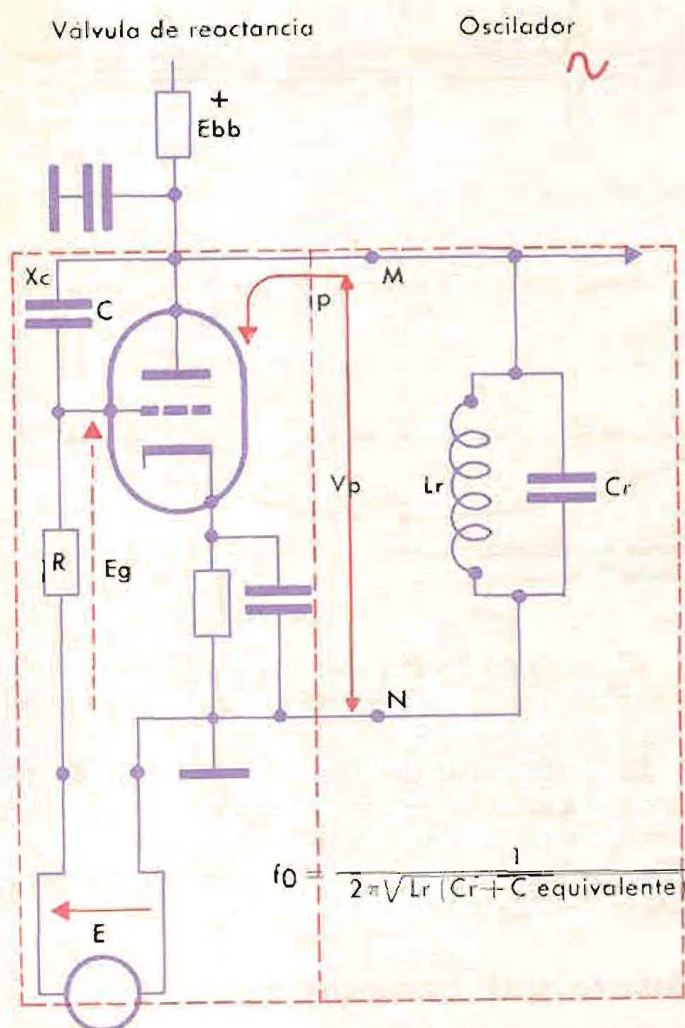 Válvula de reactancia
Oscilador
+
Ebb
Xc
C
M
ip
R
Eg
Vp
Lr
Cr
N
E
f0 = 1 / 2π√Lr (Cr + C equivalente)